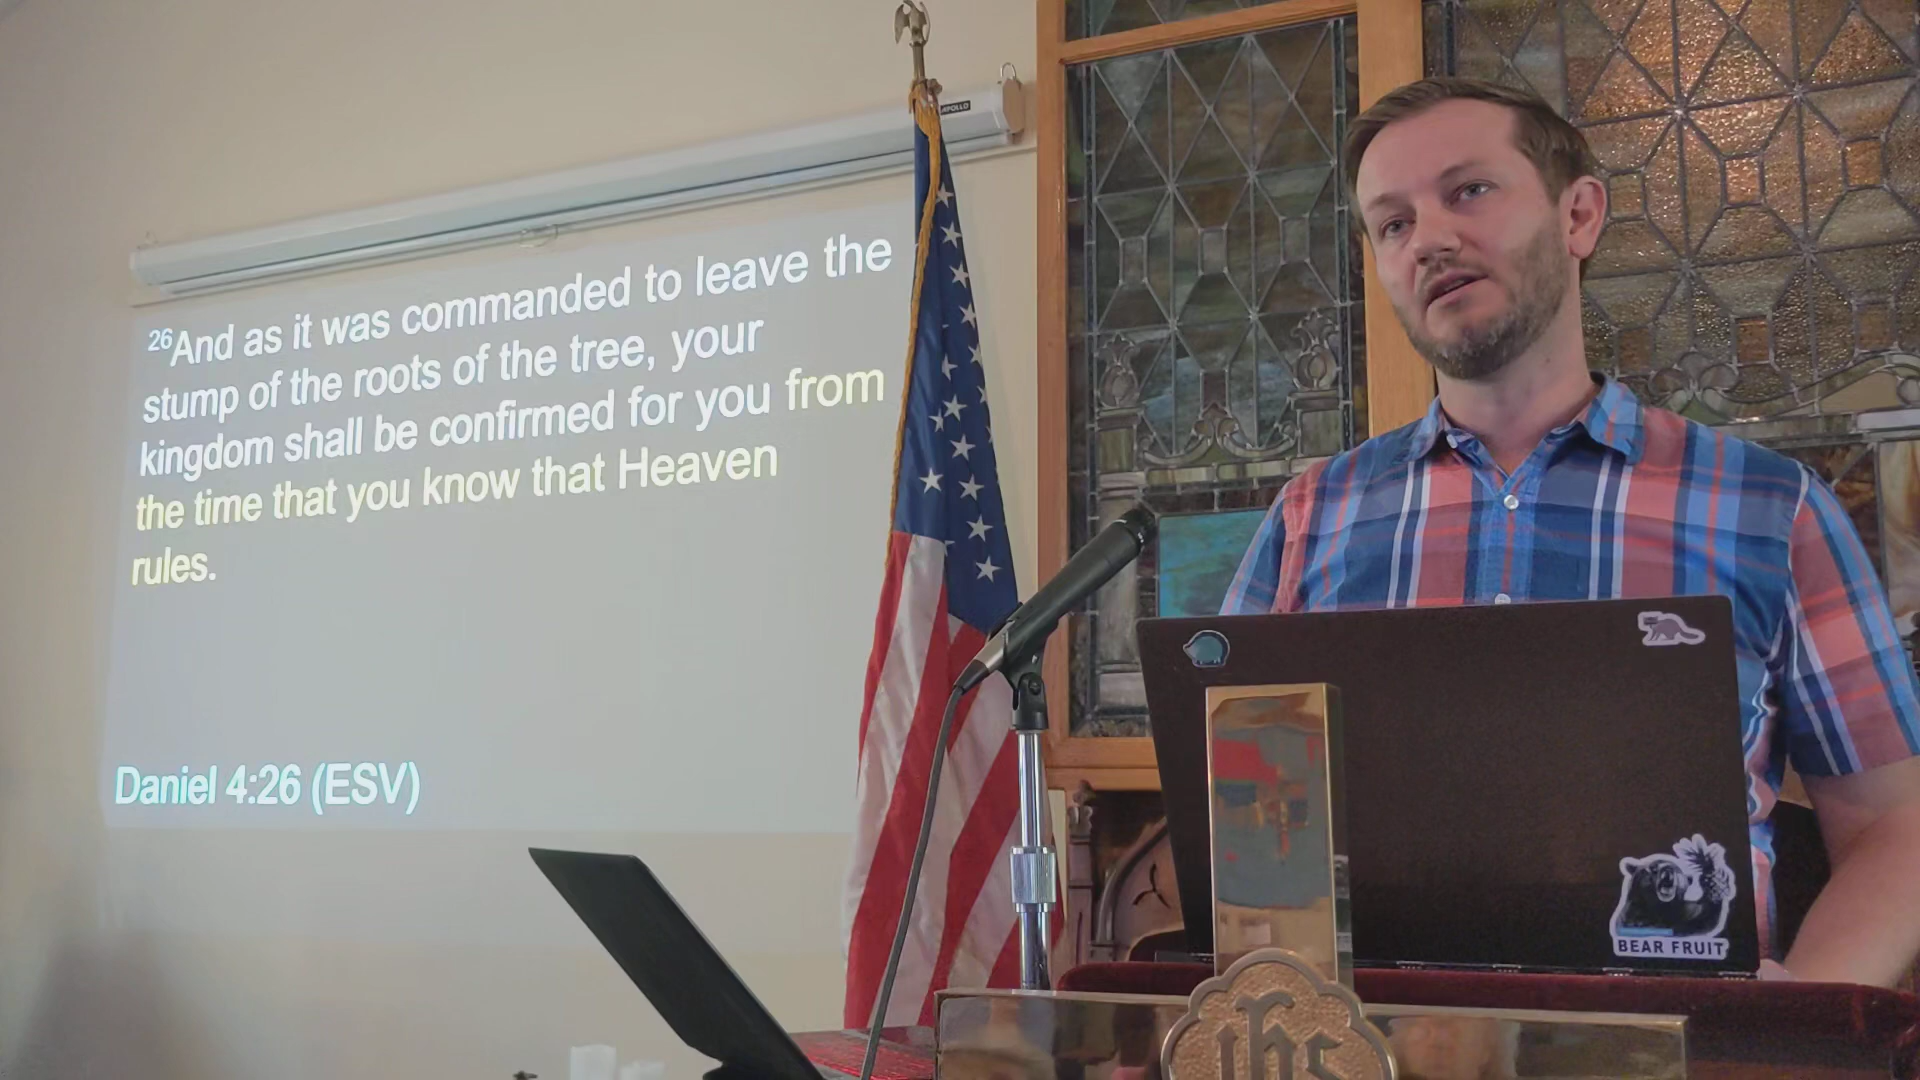 APOLLO
26And as it was commanded to leave the
stump of the roots of the tree, your
kingdom shall be confirmed for you from
the time that you know that Heaven
rules.
Daniel 4:26 (ESV)
BEAR FRUIT
ihs